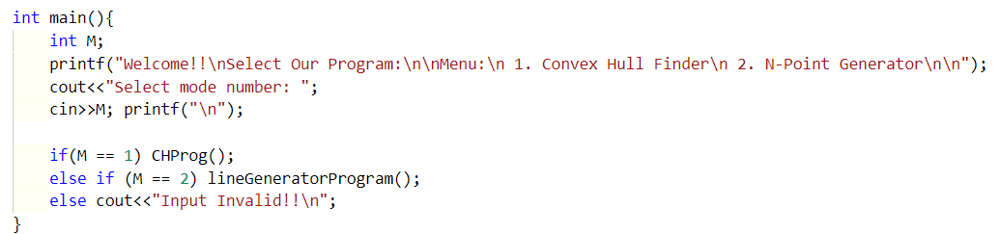 int main(){
int M;
printf("Welcome!!\nSelect Our Program:\n\nMenu:\n 1. Convex Hull Finder\n 2. N-Point Generator\n\n");
cout<<"Select mode number: ";
cin>>M; printf("\n");
if(M == 1) CHProg();
else if (M == 2) lineGeneratorProgram();
else cout<<"Input Invalid!!\n";
}